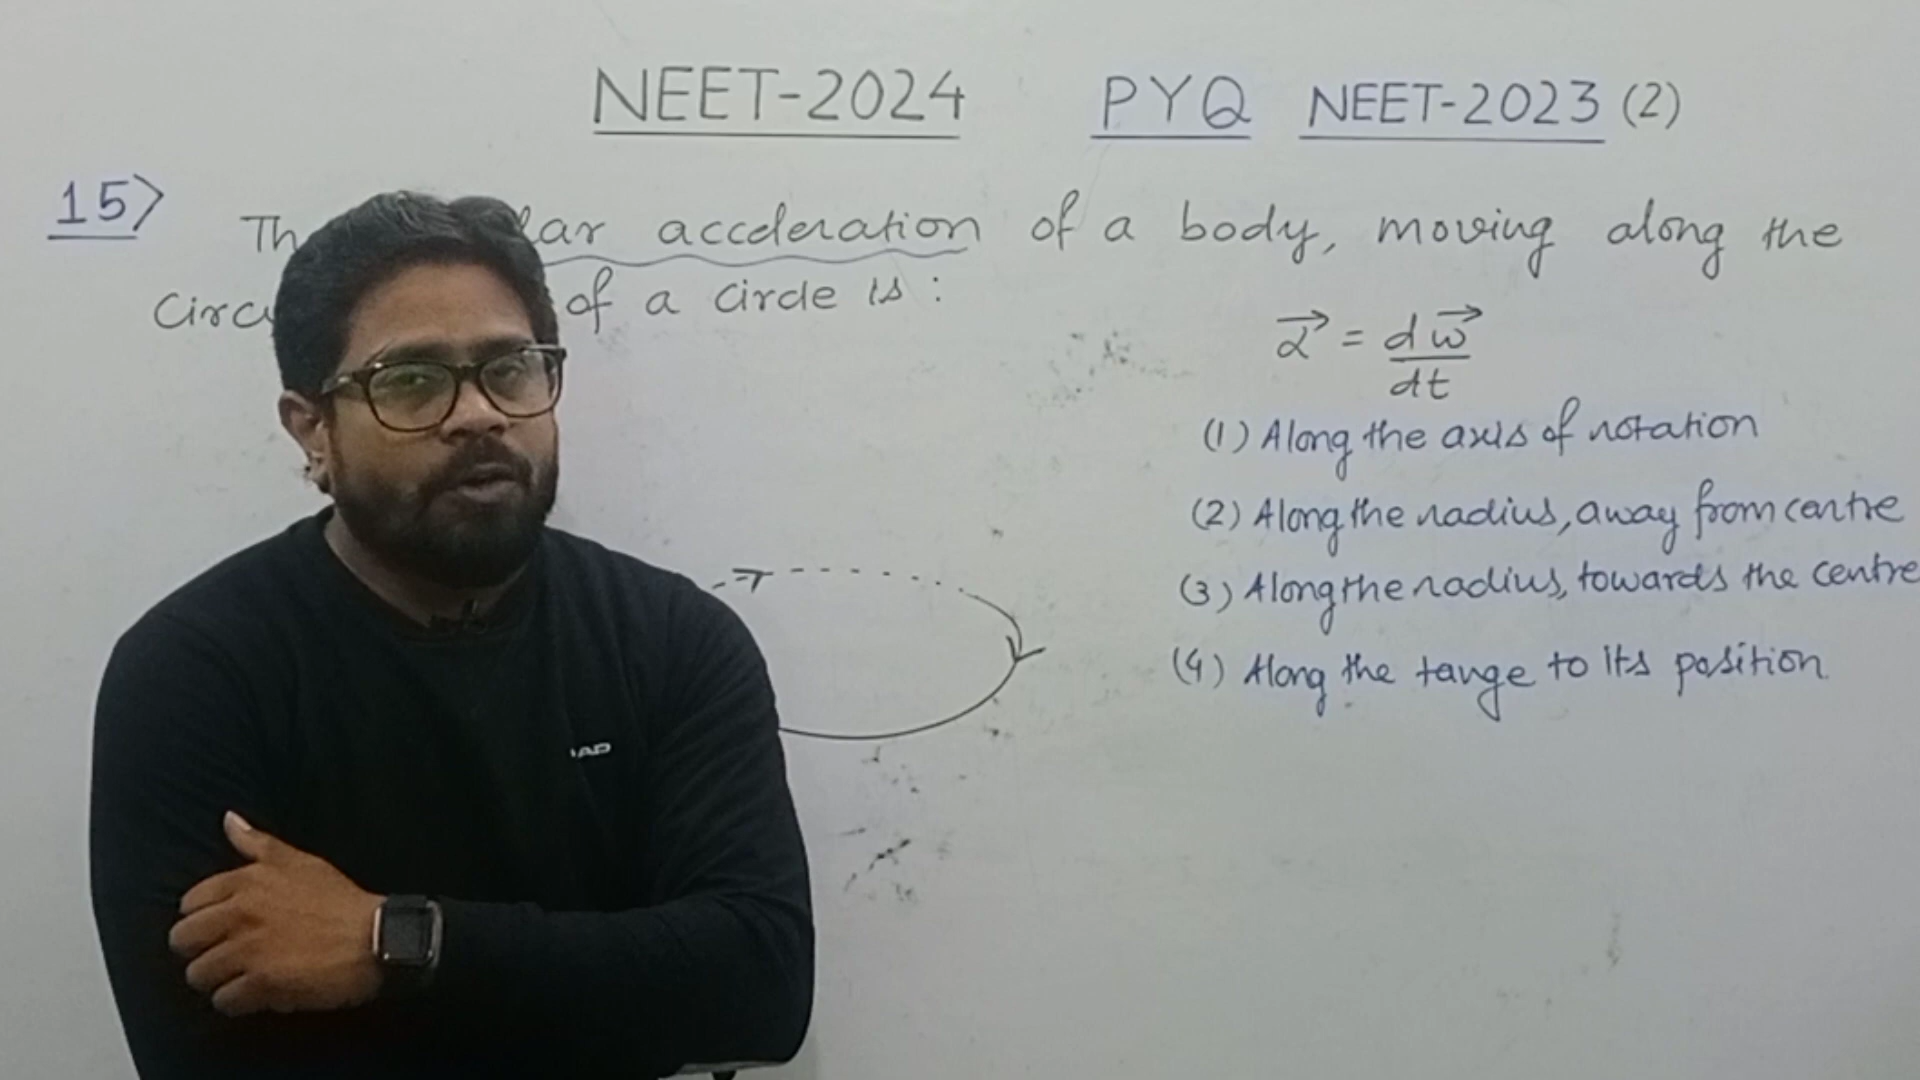 NEET-2024 PYQ NEET-2023 (2)
15> Th lar acceleration of a body, moving along the
Circu of a circle is :
α⃗ = dω⃗/dt
(1) Along the axis of rotation
(2) Along the radius, away from centre
(3) Along the radius, towards the centre
(4) Along the tange to its position